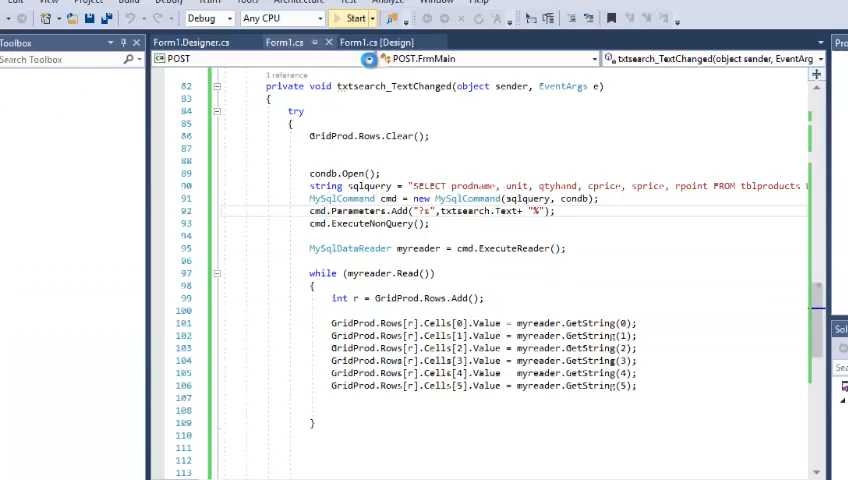 Debug
Any CPU
Start
Toolbox
Form1.Designer.cs
Form1.cs
Form1.cs [Design]
Search Toolbox
POST
POST.FrmMain
txtsearch_TextChanged(object sender, EventArg
1 reference
82 private void txtsearch_TextChanged(object sender, EventArgs e)
83 {
84 try
85 {
86 GridProd.Rows.Clear();
87
88
89 condb.Open();
90 string sqlquery = "SELECT prodname, unit, qtyhand, cprice, sprice, rpoint FROM tblproducts
91 MySqlCommand cmd = new MySqlCommand(sqlquery, condb);
92 cmd.Parameters.Add("?s",txtsearch.Text+ "%");
93 cmd.ExecuteNonQuery();
94
95 MySqlDataReader myreader = cmd.ExecuteReader();
96
97 while (myreader.Read())
98 {
99 int r = GridProd.Rows.Add();
100
101 GridProd.Rows[r].Cells[0].Value = myreader.GetString(0);
102 GridProd.Rows[r].Cells[1].Value = myreader.GetString(1);
103 GridProd.Rows[r].Cells[2].Value = myreader.GetString(2);
104 GridProd.Rows[r].Cells[3].Value = myreader.GetString(3);
105 GridProd.Rows[r].Cells[4].Value = myreader.GetString(4);
106 GridProd.Rows[r].Cells[5].Value = myreader.GetString(5);
107
108
109 }
110
111
112
113